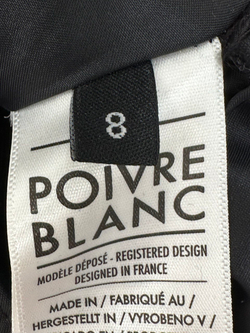 8
POIVRE
BLANC
MODÈLE DÉPOSÉ - REGISTERED DESIGN
DESIGNED IN FRANCE
MADE IN / FABRIQUÉ AU /
HERGESTELLT IN / VYROBENO V /